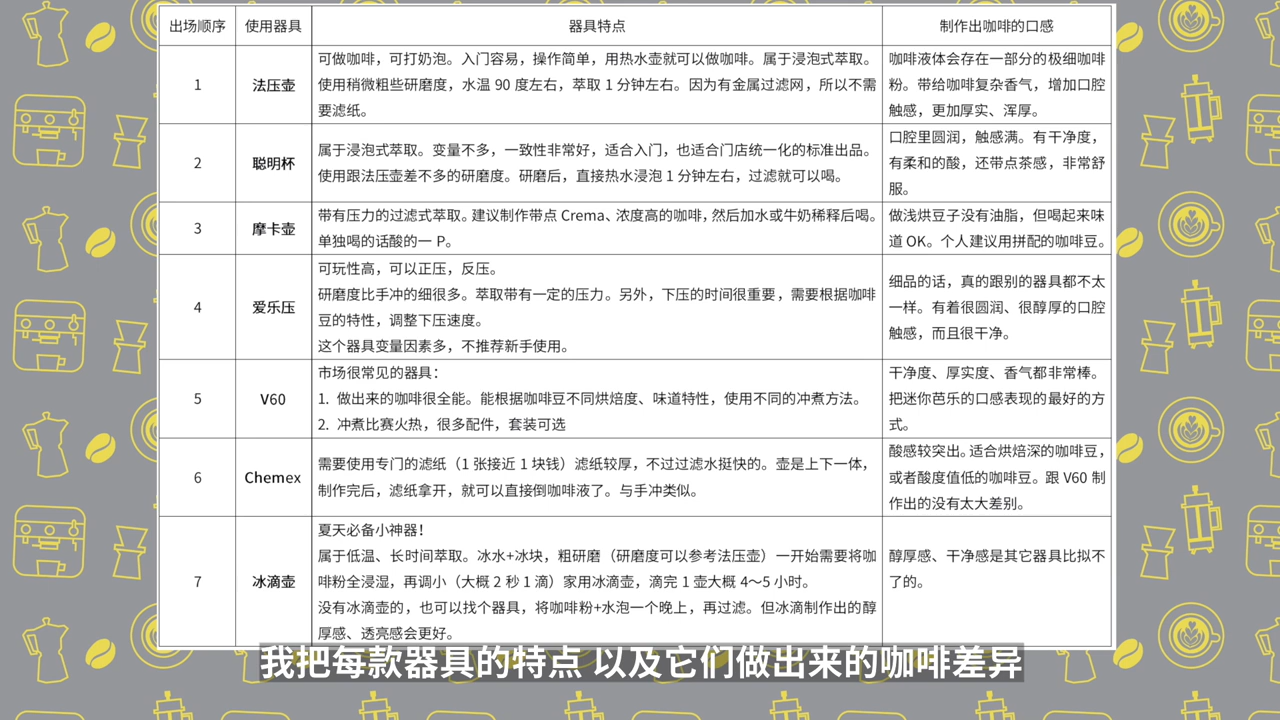 出场顺序
使用器具
器具特点
制作出咖啡的口感
1
法压壶
可做咖啡，可打奶泡。入门容易，操作简单，用热水壶就可以做咖啡。属于浸泡式萃取。
使用稍微粗些研磨度，水温 90 度左右，萃取 1 分钟左右。因为有金属过滤网，所以不需
要滤纸。
咖啡液体会存在一部分的极细咖啡
粉。带给咖啡复杂香气，增加口腔
触感，更加厚实、浑厚。
2
聪明杯
属于浸泡式萃取。变量不多，一致性非常好，适合入门，也适合门店统一化的标准出品。
使用跟法压壶差不多的研磨度。研磨后，直接热水浸泡 1 分钟左右，过滤就可以喝。
口腔里圆润，触感满。有干净度，
有柔和的酸，还带点茶感，非常舒
服。
3
摩卡壶
带有压力的过滤式萃取。建议制作带点 Crema、浓度高的咖啡，然后加水或牛奶稀释后喝。
单独喝的话酸的一 P。
做浅烘豆子没有油脂，但喝起来味
道 OK。个人建议用拼配的咖啡豆。
4
爱乐压
可玩性高，可以正压，反压。
研磨度比手冲的细很多。萃取带有一定的压力。另外，下压的时间很重要，需要根据咖啡
豆的特性，调整下压速度。
这个器具变量因素多，不推荐新手使用。
细品的话，真的跟别的器具都不太
一样。有着很圆润、很醇厚的口腔
触感，而且很干净。
5
V60
市场很常见的器具：
1. 做出来的咖啡很全能。能根据咖啡豆不同烘焙度、味道特性，使用不同的冲煮方法。
2. 冲煮比赛火热，很多配件，套装可选
干净度、厚实度、香气都非常棒。
把迷你芭乐的口感表现的最好的方
式。
6
Chemex
需要使用专门的滤纸（1 张接近 1 块钱）滤纸较厚，不过过滤水挺快的。壶是上下一体，
制作完后，滤纸拿开，就可以直接倒咖啡液了。与手冲类似。
酸感较突出。适合烘焙深的咖啡豆，
或者酸度值低的咖啡豆。跟 V60 制
作出的没有太大差别。
7
冰滴壶
夏天必备小神器！
属于低温、长时间萃取。冰水+冰块，粗研磨（研磨度可以参考法压壶）一开始需要将咖
啡粉全浸湿，再调小（大概 2 秒 1 滴）家用冰滴壶，滴完 1 壶大概 4～5 小时。
没有冰滴壶的，也可以找个器具，将咖啡粉+水泡一个晚上，再过滤。但冰滴制作出的醇
厚感、透亮感会更好。
醇厚感、干净感是其它器具比拟不
了的。
我把每款器具的特点 以及它们做出来的咖啡差异